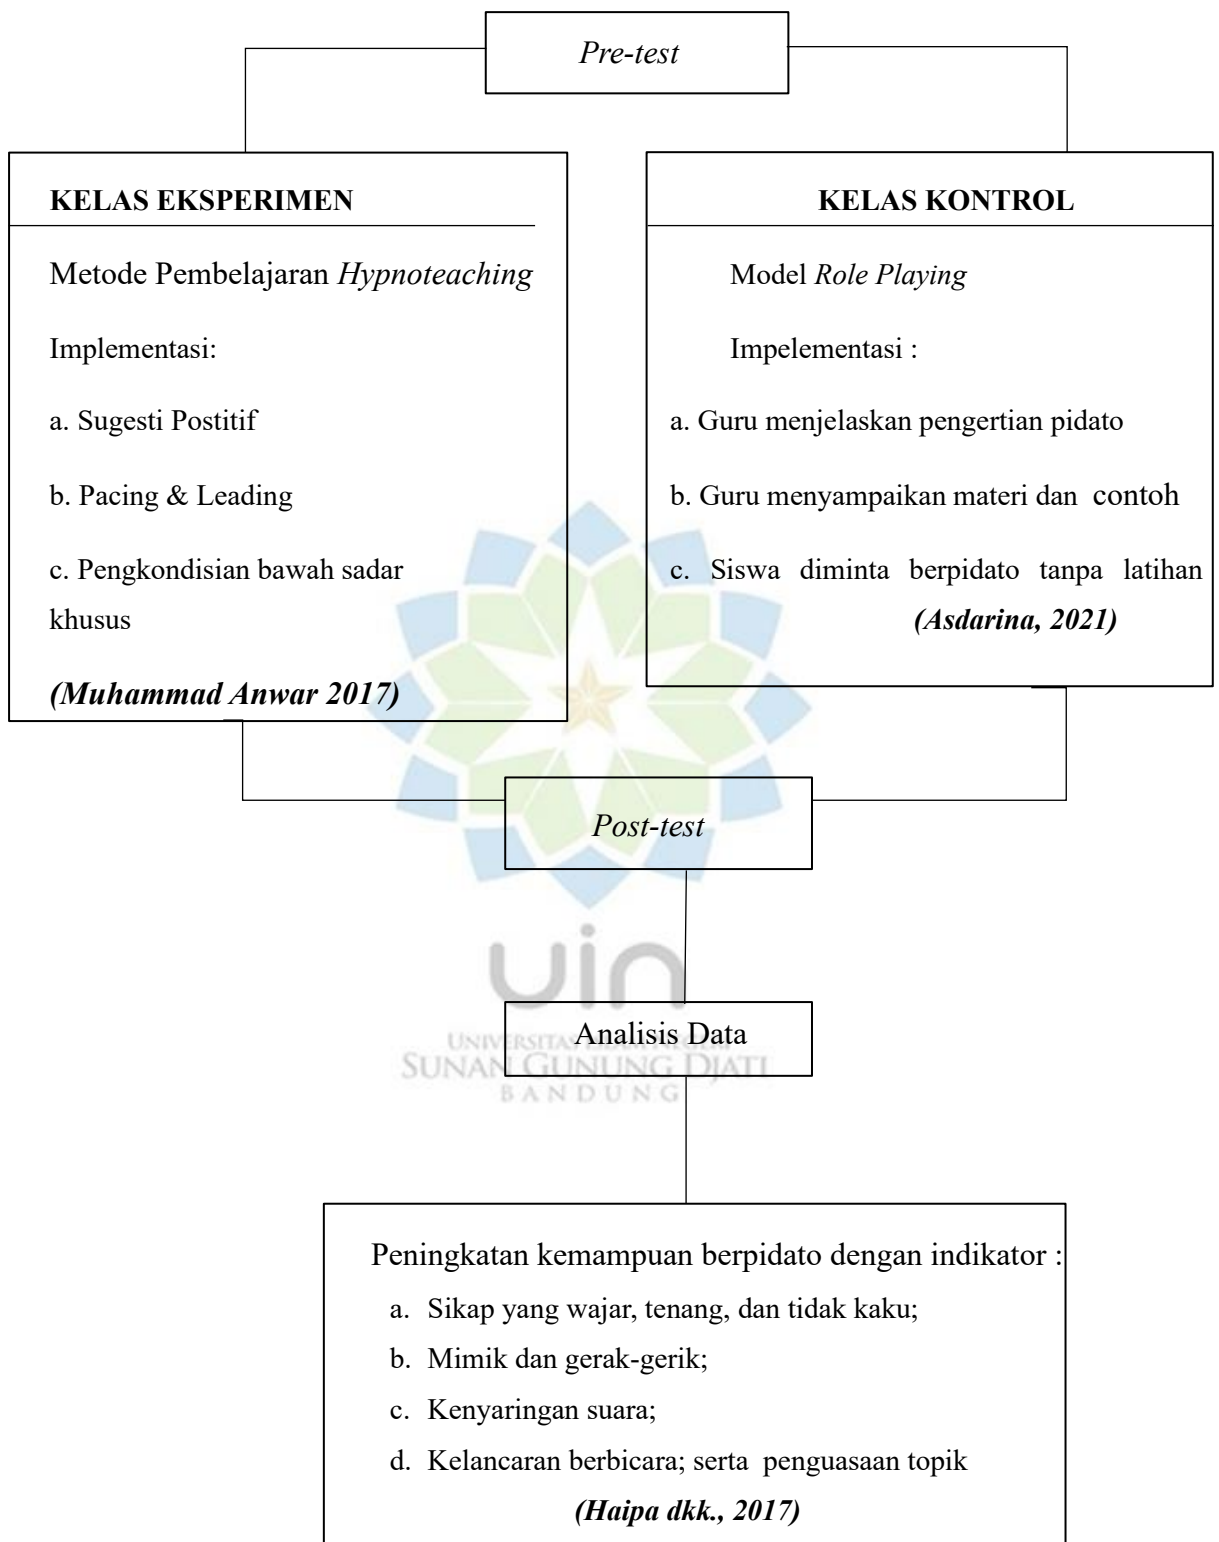 Pre-test
KELAS EKSPERIMEN
Metode Pembelajaran Hypnoteaching
Implementasi:
a. Sugesti Postitif
b. Pacing & Leading
c. Pengkondisian bawah sadar
khusus
(Muhammad Anwar 2017)
KELAS KONTROL
Model Role Playing
Impelementasi :
a. Guru menjelaskan pengertian pidato
b. Guru menyampaikan materi dan contoh
c. Siswa diminta berpidato tanpa latihan
(Asdarina, 2021)
Post-test
uin
Analisis Data
UNIVERSITAS
SUNAN GUNUNG DJATI
BANDUNG
Peningkatan kemampuan berpidato dengan indikator :
a. Sikap yang wajar, tenang, dan tidak kaku;
b. Mimik dan gerak-gerik;
c. Kenyaringan suara;
d. Kelancaran berbicara; serta penguasaan topik
(Haipa dkk., 2017)